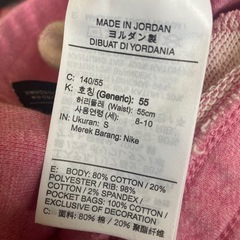 MADE IN JORDAN
ヨルダン製
DIBUAT DI YORDANIA
C: 140/55
K: 호칭 (Generic): 55
허리둘레 (Waist): 55cm
사용연령 (세): 8-10
I/N: Ukuran: S
Merek Barang: Nike
E: BODY: 80% COTTON / 20%
POLYESTER / RIB: 98%
COTTON / 2% SPANDEX /
POCKET BAGS: 100% COTTON
EXCLUSIVE OF DECORATION
C: 面料: 80% 棉 / 20% 聚酯纤